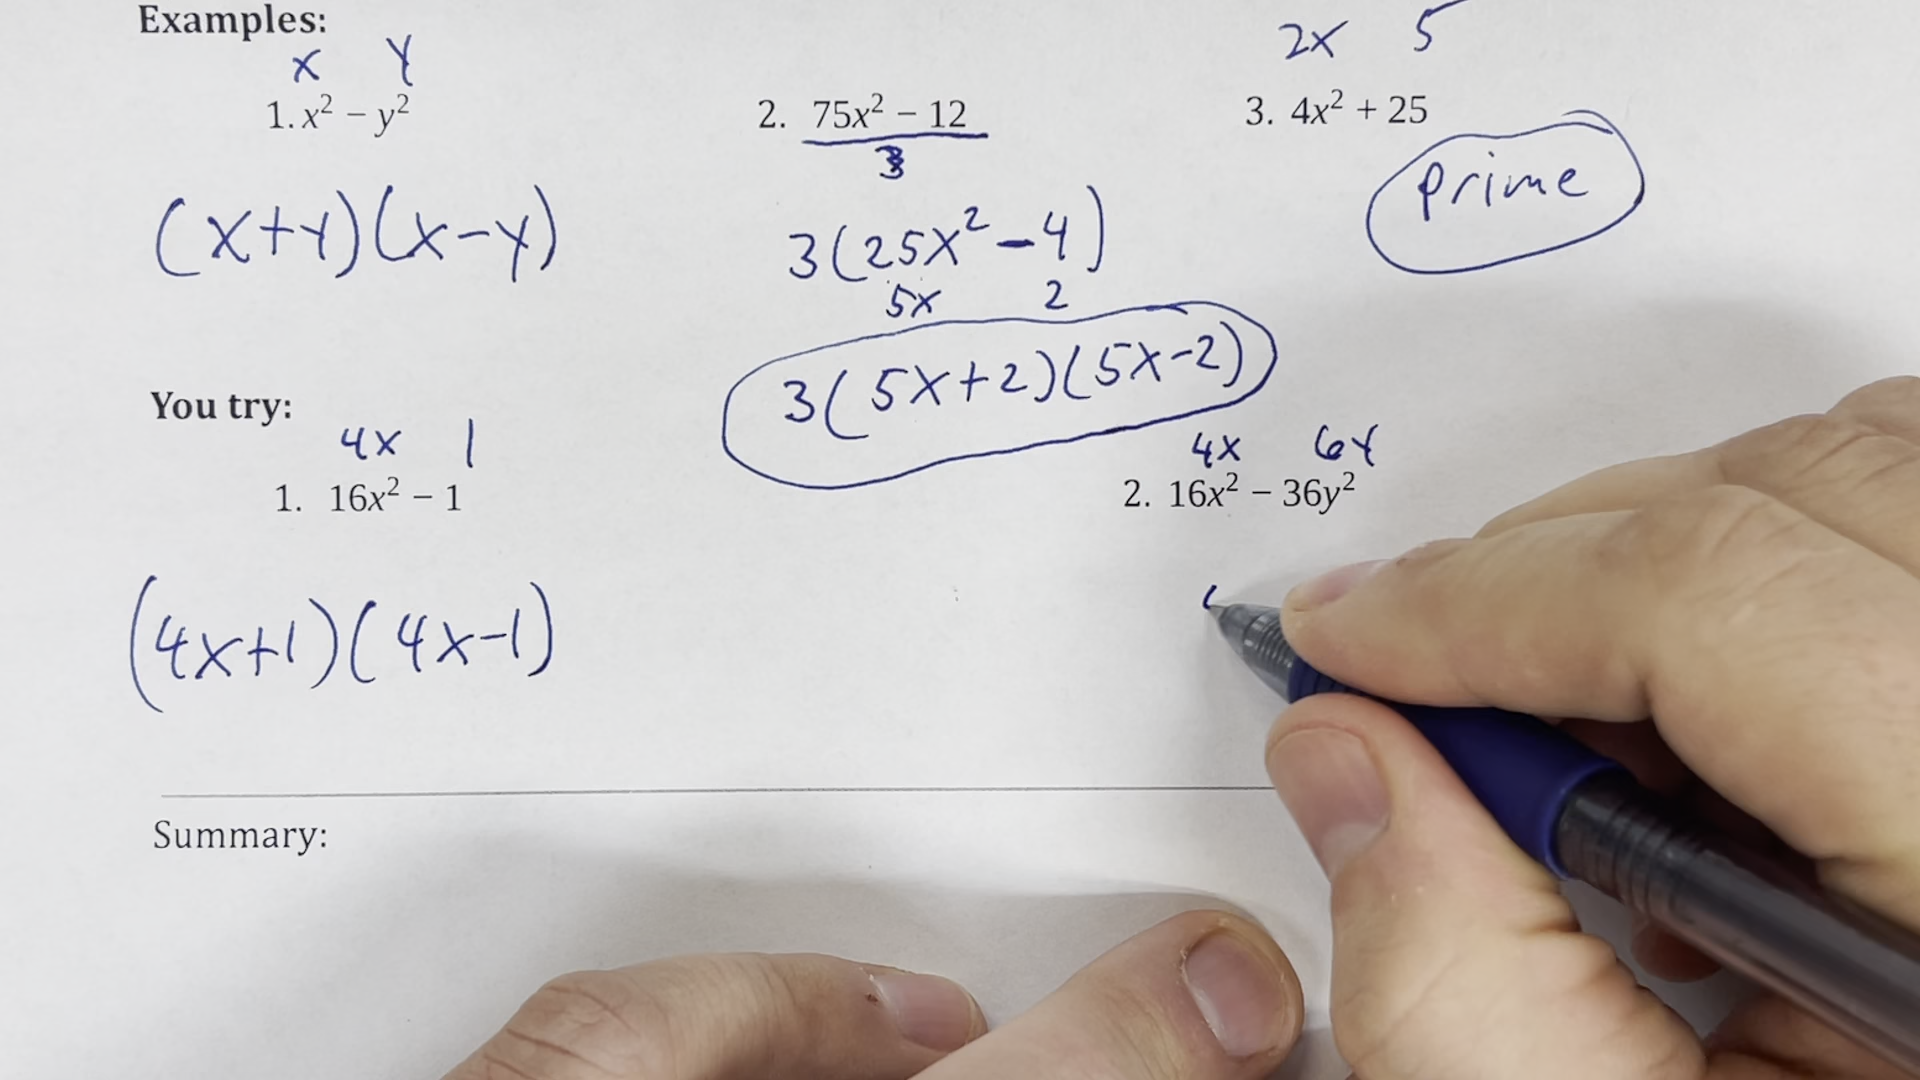 Examples:
x y
1. x² − y²
(x+y)(x−y)
2. 75x² − 12
3
3(25x² − 4)
5x 2
3(5x+2)(5x−2)
2x 5
3. 4x² + 25
prime
You try:
4x 1
1. 16x² − 1
(4x+1)(4x−1)
4x 6y
2. 16x² − 36y²
(
Summary: